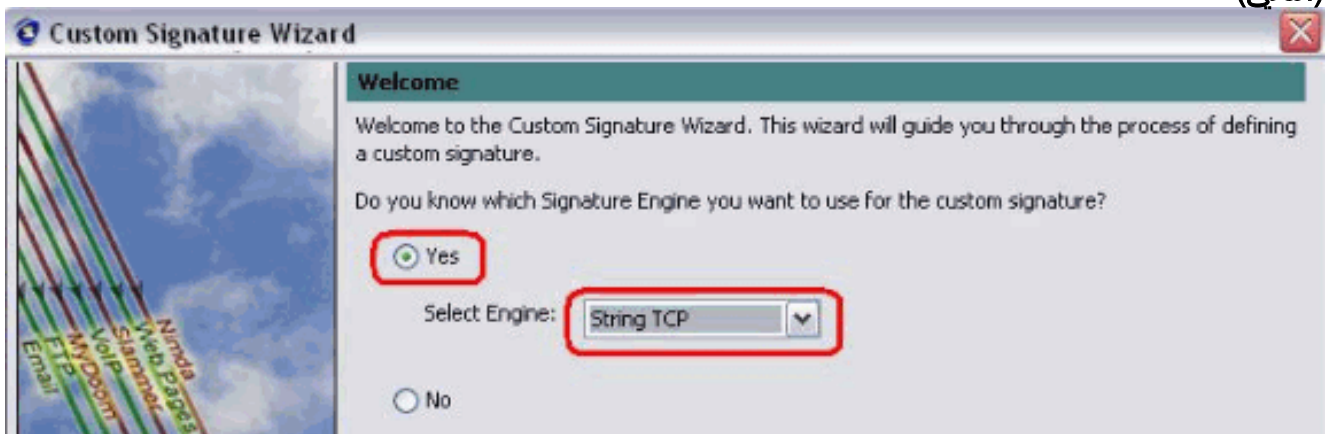 Custom Signature Wizard
Welcome
Welcome to the Custom Signature Wizard. This wizard will guide you through the process of defining
a custom signature.
Do you know which Signature Engine you want to use for the custom signature?
Yes
Select Engine: String TCP
No
Email
FTP
MyDoom
VoIP
Slammer
Web Pages
Nimda